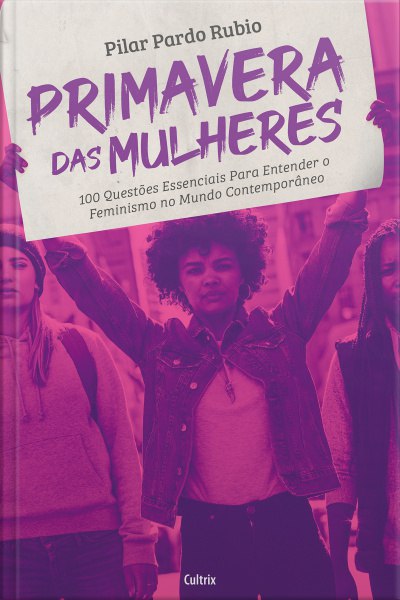 Pilar Pardo Rubio
PRIMAVERA
DAS MULHERES
100 Questões Essenciais Para Entender o
Feminismo no Mundo Contemporâneo
Cultrix